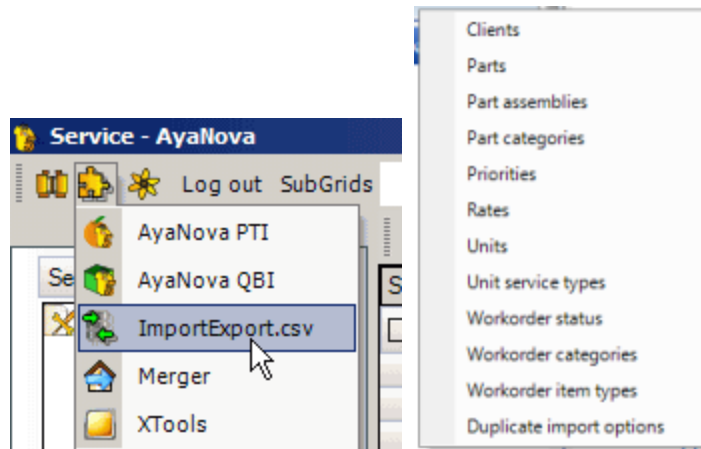 Service - AyaNova
Log out SubGrids
AyaNova PTI
Se
AyaNova QBI
S
ImportExport.csv
Merger
XTools
Clients
Parts
Part assemblies
Part categories
Priorities
Rates
Units
Unit service types
Workorder status
Workorder categories
Workorder item types
Duplicate import options